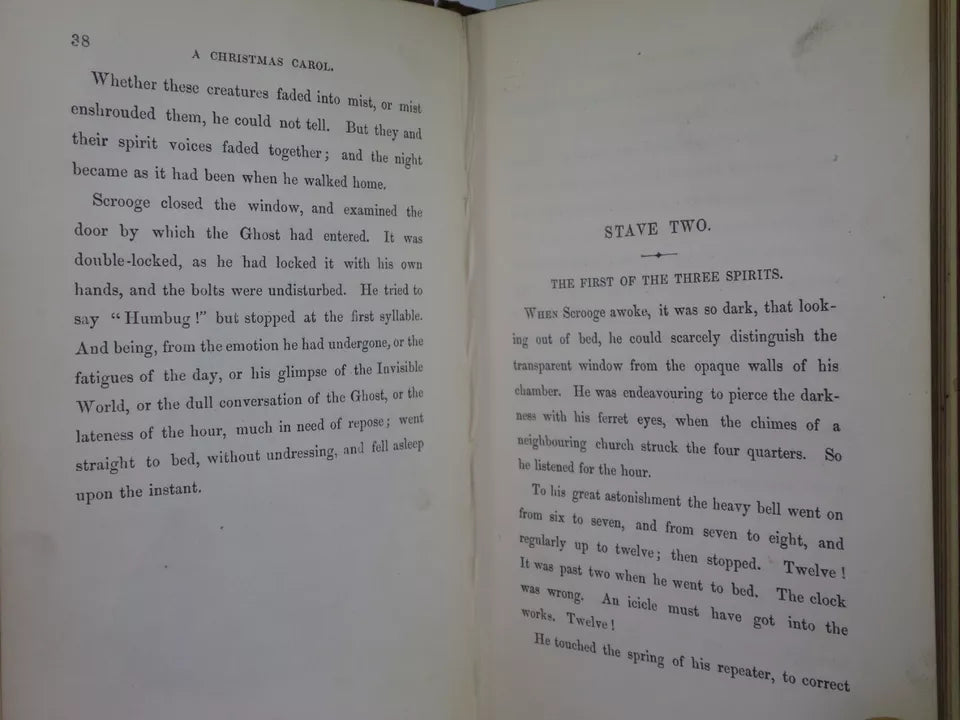 38
A CHRISTMAS CAROL.
Whether these creatures faded into mist, or mist
enshrouded them, he could not tell. But they and
their spirit voices faded together; and the night
became as it had been when he walked home.
Scrooge closed the window, and examined the
door by which the Ghost had entered. It was
double-locked, as he had locked it with his own
hands, and the bolts were undisturbed. He tried to
say “Humbug!” but stopped at the first syllable.
And being, from the emotion he had undergone, or the
fatigues of the day, or his glimpse of the Invisible
World, or the dull conversation of the Ghost, or the
lateness of the hour, much in need of repose; went
straight to bed, without undressing, and fell asleep
upon the instant.
STAVE TWO.
THE FIRST OF THE THREE SPIRITS.
WHEN Scrooge awoke, it was so dark, that look-
ing out of bed, he could scarcely distinguish the
transparent window from the opaque walls of his
chamber. He was endeavouring to pierce the dark-
ness with his ferret eyes, when the chimes of a
neighbouring church struck the four quarters. So
he listened for the hour.
To his great astonishment the heavy bell went on
from six to seven, and from seven to eight, and
regularly up to twelve; then stopped. Twelve!
It was past two when he went to bed. The clock
was wrong. An icicle must have got into the
works. Twelve!
He touched the spring of his repeater, to correct